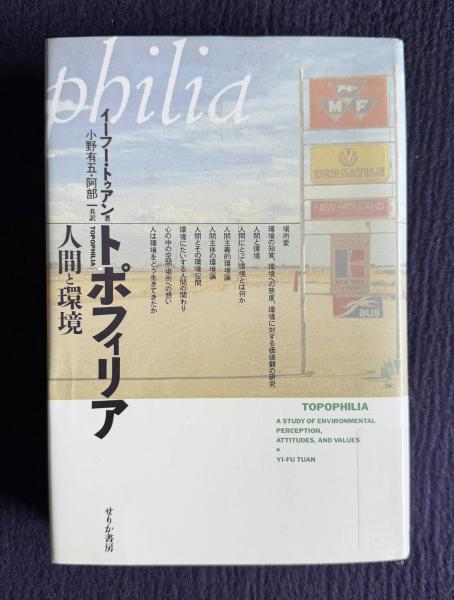 philia
イーフー・トゥアン著
小野有五・阿部一共訳
TOPOPHILIA
トポフィリア
人間と環境
場所愛
環境の知覚、環境への態度、環境に対する価値観の研究
人間と環境
人間にとって環境とは何か
人間主義的環境論
人間主体の環境論
人間とその環境空間
環境にたいする人間の関わり
心の中の空間・場所への想い
人は環境をどう生きてきたか
MF
VERSATILE
NEW HOLLAND
BUS
TOPOPHILIA
A STUDY OF ENVIRONMENTAL
PERCEPTION,
ATTITUDES, AND VALUES
●
YI-FU TUAN
せりか書房